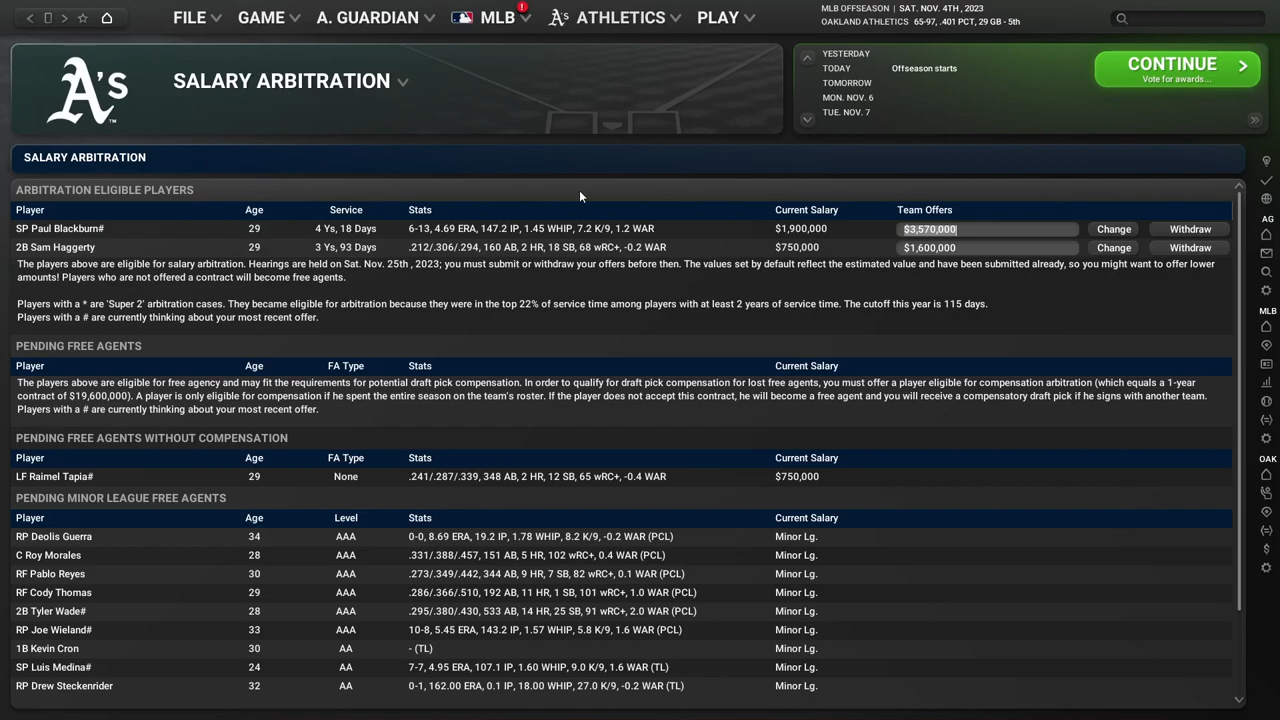 FILE GAME A. GUARDIAN MLB ! A's ATHLETICS PLAY
MLB OFFSEASON | SAT. NOV. 4TH , 2023
OAKLAND ATHLETICS 65-97, .401 PCT, 29 GB - 5th
A's
SALARY ARBITRATION
YESTERDAY
TODAY Offseason starts
TOMORROW
MON. NOV. 6
TUE. NOV. 7
CONTINUE
Vote for awards...
SALARY ARBITRATION
ARBITRATION ELIGIBLE PLAYERS
Player Age Service Stats Current Salary Team Offers
SP Paul Blackburn# 29 4 Ys, 18 Days 6-13, 4.69 ERA, 147.2 IP, 1.45 WHIP, 7.2 K/9, 1.2 WAR $1,900,000 $3,570,000 Change Withdraw
2B Sam Haggerty 29 3 Ys, 93 Days .212/.306/.294, 160 AB, 2 HR, 18 SB, 68 wRC+, -0.2 WAR $750,000 $1,600,000 Change Withdraw
The players above are eligible for salary arbitration. Hearings are held on Sat. Nov. 25th , 2023; you must submit or withdraw your offers before then. The values set by default reflect the estimated value and have been submitted already, so you might want to offer lower
amounts! Players who are not offered a contract will become free agents.
Players with a * are 'Super 2' arbitration cases. They became eligible for arbitration because they were in the top 22% of service time among players with at least 2 years of service time. The cutoff this year is 115 days.
Players with a # are currently thinking about your most recent offer.
PENDING FREE AGENTS
Player Age FA Type Stats Current Salary
The players above are eligible for free agency and may fit the requirements for potential draft pick compensation. In order to qualify for draft pick compensation for lost free agents, you must offer a player eligible for compensation arbitration (which equals a 1-year
contract of $19,600,000). A player is only eligible for compensation if he spent the entire season on the team's roster. If the player does not accept this contract, he will become a free agent and you will receive a compensatory draft pick if he signs with another team.
Players with a # are currently thinking about your most recent offer.
PENDING FREE AGENTS WITHOUT COMPENSATION
Player Age FA Type Stats Current Salary
LF Raimel Tapia# 29 None .241/.287/.339, 348 AB, 2 HR, 12 SB, 65 wRC+, -0.4 WAR $750,000
PENDING MINOR LEAGUE FREE AGENTS
Player Age Level Stats Current Salary
RP Deolis Guerra 34 AAA 0-0, 8.69 ERA, 19.2 IP, 1.78 WHIP, 8.2 K/9, -0.2 WAR (PCL) Minor Lg.
C Roy Morales 28 AAA .331/.388/.457, 151 AB, 5 HR, 102 wRC+, 0.4 WAR (PCL) Minor Lg.
RF Pablo Reyes 30 AAA .273/.349/.442, 344 AB, 9 HR, 7 SB, 82 wRC+, 0.1 WAR (PCL) Minor Lg.
RF Cody Thomas 29 AAA .286/.366/.510, 192 AB, 11 HR, 1 SB, 101 wRC+, 1.0 WAR (PCL) Minor Lg.
2B Tyler Wade# 28 AAA .295/.380/.430, 533 AB, 14 HR, 25 SB, 91 wRC+, 2.0 WAR (PCL) Minor Lg.
RP Joe Wieland# 33 AAA 10-8, 5.45 ERA, 143.2 IP, 1.57 WHIP, 5.8 K/9, 1.6 WAR (PCL) Minor Lg.
1B Kevin Cron 30 AA - (TL) Minor Lg.
SP Luis Medina# 24 AA 7-7, 4.95 ERA, 107.1 IP, 1.60 WHIP, 9.0 K/9, 1.6 WAR (TL) Minor Lg.
RP Drew Steckenrider 32 AA 0-1, 162.00 ERA, 0.1 IP, 18.00 WHIP, 27.0 K/9, -0.2 WAR (TL) Minor Lg.
AG
MLB
OAK